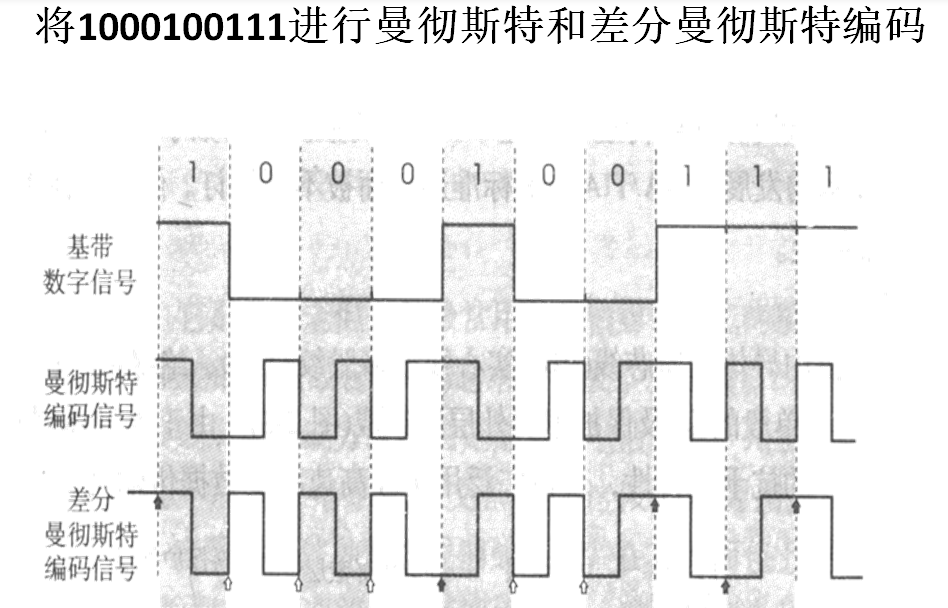 将1000100111进行曼彻斯特和差分曼彻斯特编码
1 0 0 0 1 0 0 1 1 1
基带
数字信号
曼彻斯特
编码信号
差分
曼彻斯特
编码信号